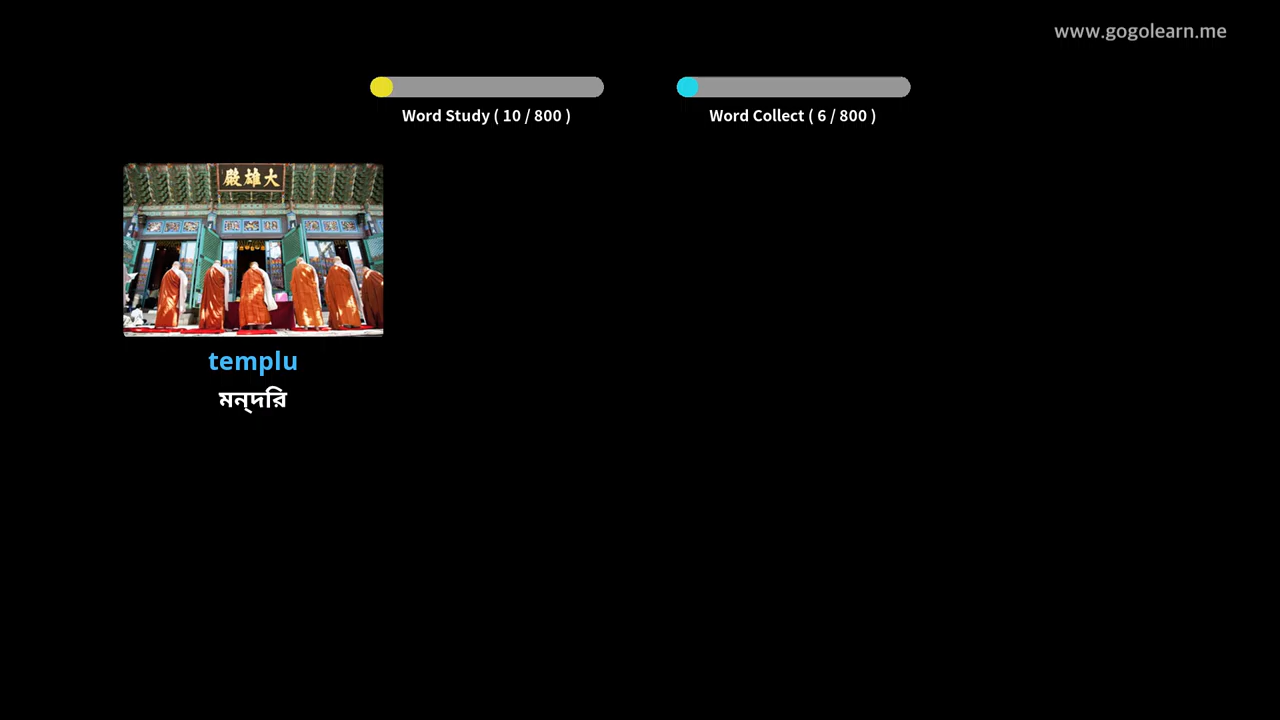 www.gogolearn.me
Word Study ( 10 / 800 )
Word Collect ( 6 / 800 )
大雄殿
templu
মন্দির